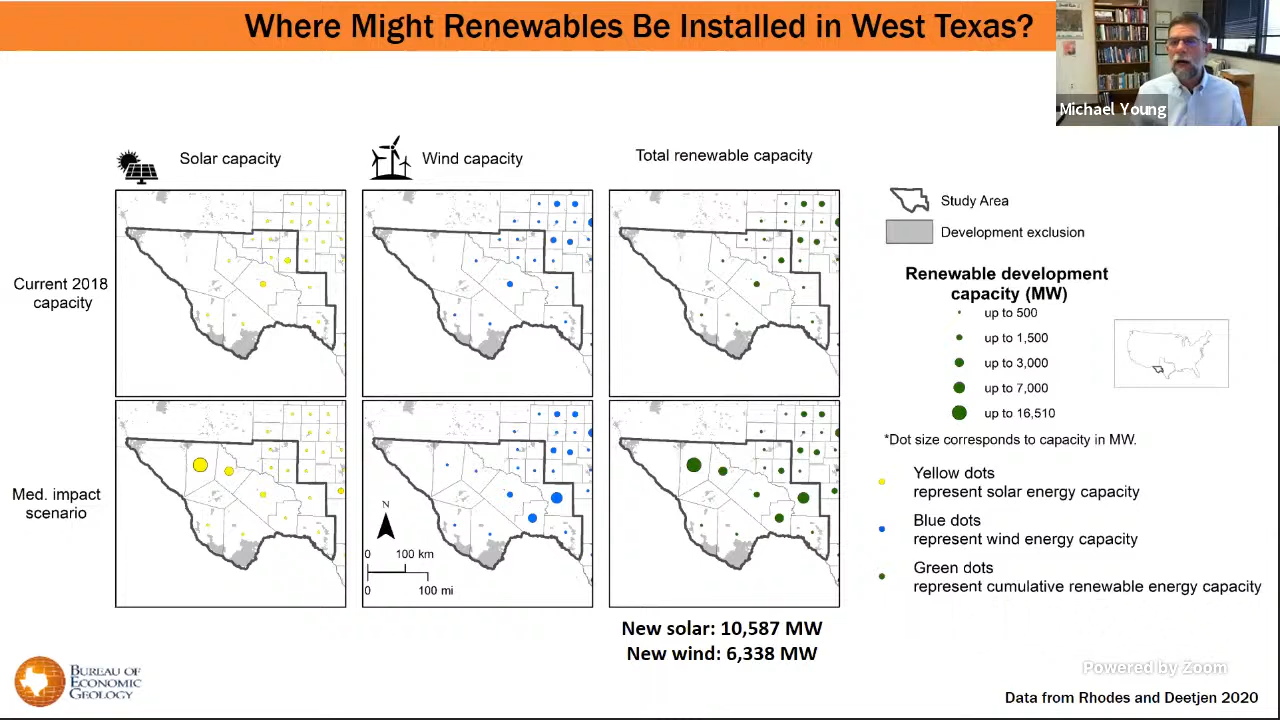 Where Might Renewables Be Installed in West Texas?
Michael Young
Solar capacity
Wind capacity
Total renewable capacity
Current 2018
capacity
Med. impact
scenario
N
0 100 km
0 100 mi
Study Area
Development exclusion
Renewable development
capacity (MW)
up to 500
up to 1,500
up to 3,000
up to 7,000
up to 16,510
*Dot size corresponds to capacity in MW.
Yellow dots
represent solar energy capacity
Blue dots
represent wind energy capacity
Green dots
represent cumulative renewable energy capacity
New solar: 10,587 MW
New wind: 6,338 MW
BUREAU OF
ECONOMIC
GEOLOGY
Powered by Zoom
Data from Rhodes and Deetjen 2020